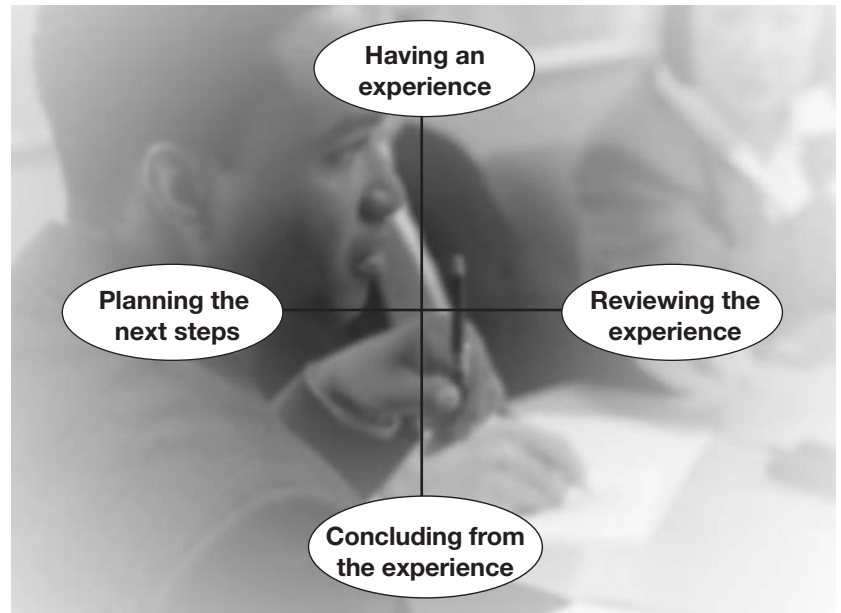 Having an
experience
Planning the
next steps
Reviewing the
experience
Concluding from
the experience